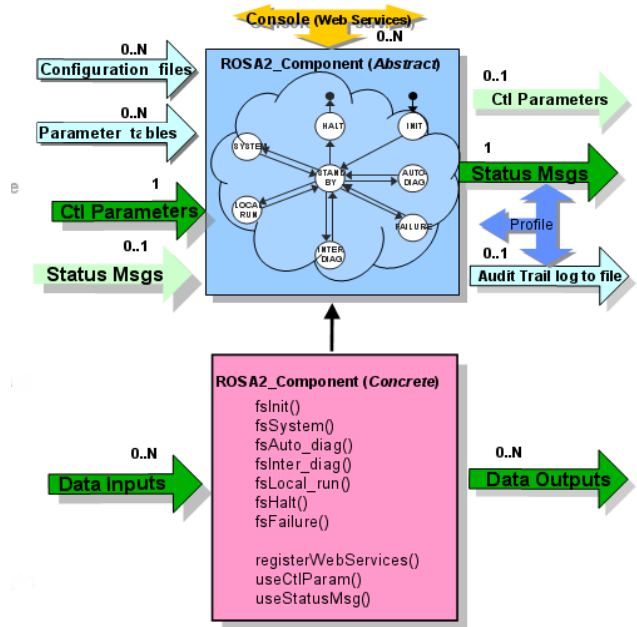 Console (Web Services)
0..N
0..N
Configuration files
ROSA2_Component (Abstract)
0..1
Ctl Parameters
0..N
Parameter tables
HALT
INIT
SYSTEM
STAND
BY
AUTO-
DIAG
1
Status Msgs
1
Ctl Parameters
LOCAL
RUN
FAILURE
Profile
INTER
DIAG
0..1
Status Msgs
0..1
Audit Trail log to file
ROSA2_Component (Concrete)
fsInit()
fsSystem()
fsAuto_diag()
fsInter_diag()
fsLocal_run()
fsHalt()
fsFailure()
0..N
Data Inputs
0..N
Data Outputs
registerWebServices()
useCtlParam()
useStatusMsg()